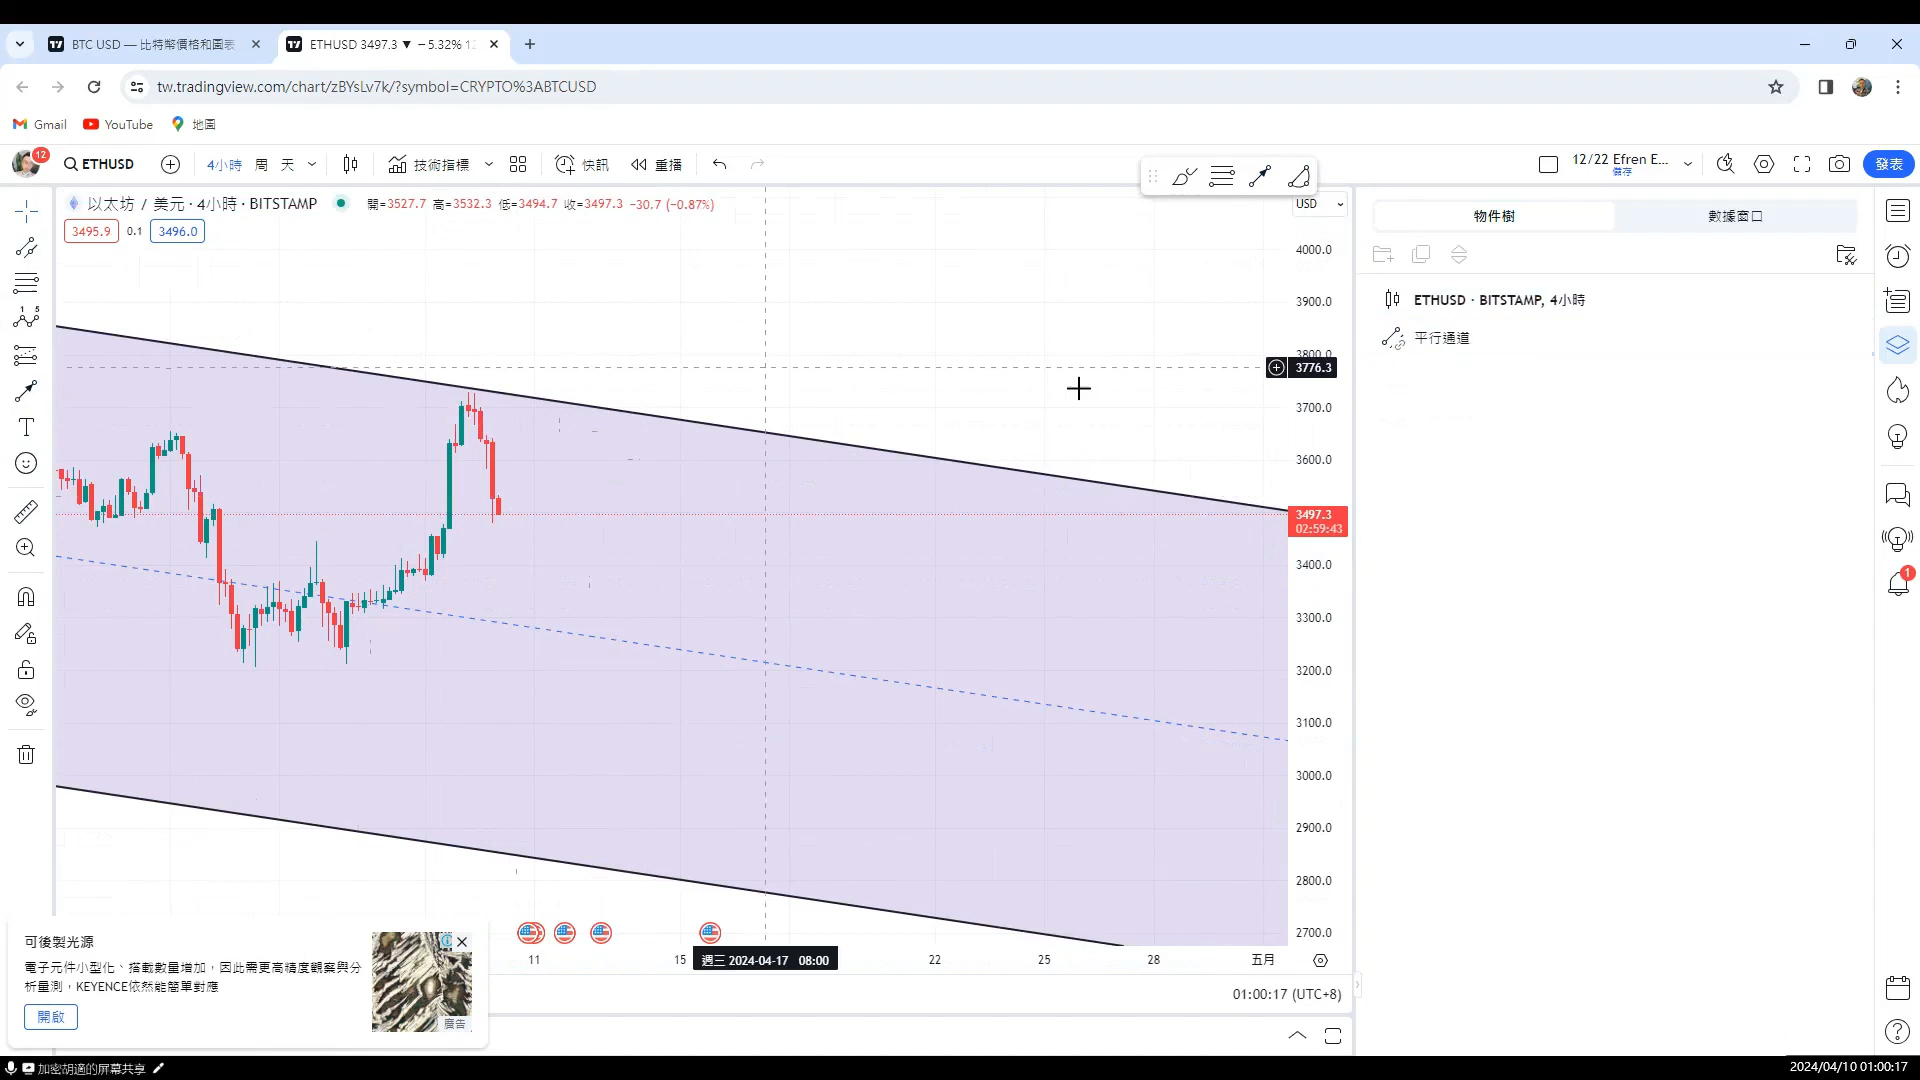 BTC USD — 比特幣價格和圖表
ETHUSD 3497.3 ▼ −5.32%
tw.tradingview.com/chart/zBYsLv7k/?symbol=CRYPTO%3ABTCUSD
Gmail YouTube 地圖
12 ETHUSD 4小時 周 天 技術指標 快訊 重播 12/22 Efren E... 儲存 發表
以太坊 / 美元 · 4小時 · BITSTAMP 開=3527.7 高=3532.3 低=3494.7 收=3497.3 −30.7 (−0.87%) USD
3495.9 0.1 3496.0
物件樹 數據窗口
ETHUSD · BITSTAMP, 4小時
平行通道
4000.0
3900.0
3800.0
3776.3
3700.0
3600.0
3497.3
02:59:43
3400.0
3300.0
3200.0
3100.0
3000.0
2900.0
2800.0
2700.0
1 5
T
1
11 15 週三 2024-04-17 08:00 22 25 28 五月
01:00:17 (UTC+8)
可後製光源
電子元件小型化、搭載數量增加，因此需更高精度觀察與分
析量測，KEYENCE依然能簡單對應
開啟
廣告
加密胡適的屏幕共享
2024/04/10 01:00:17